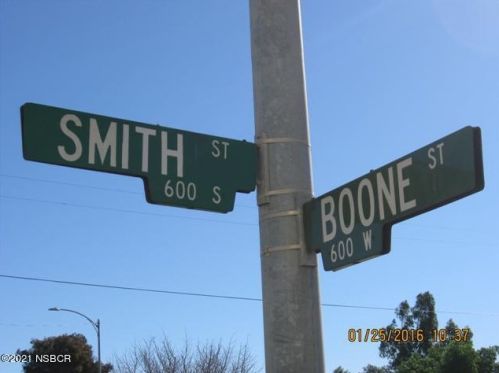 SMITH ST
600 S
BOONE ST
600 W
01/25/2016 10:37
©2021 NSBCR